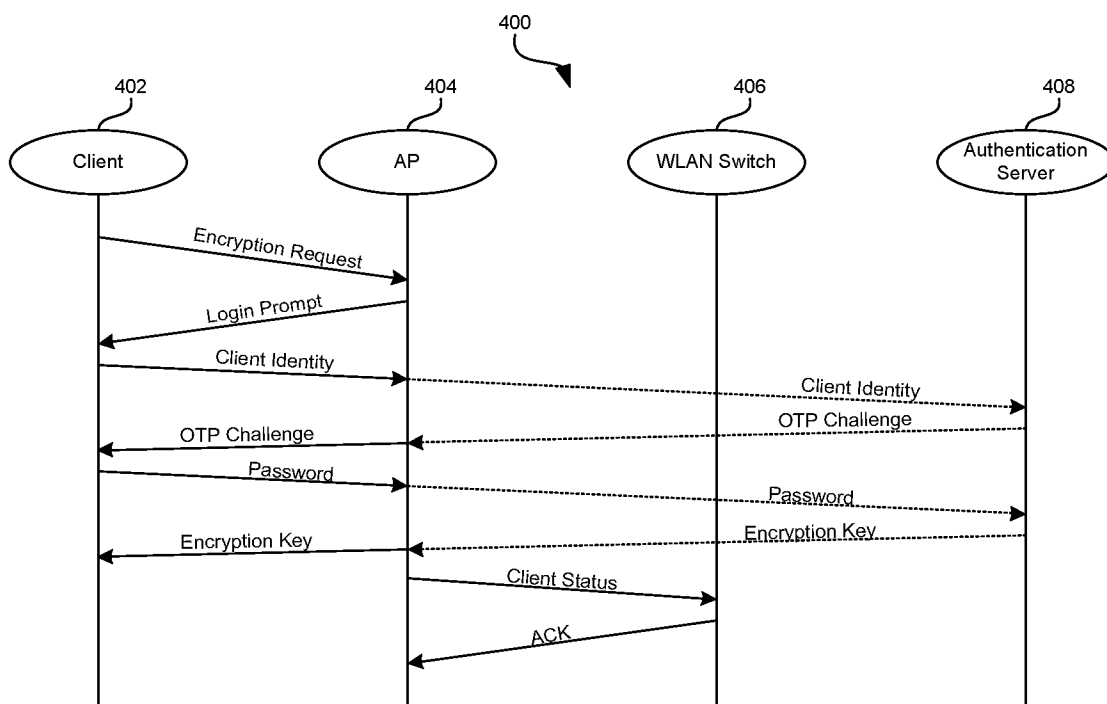 400
402
404
406
408
Client
AP
WLAN Switch
Authentication
Server
Encryption Request
Login Prompt
Client Identity
Client Identity
OTP Challenge
OTP Challenge
Password
Password
Encryption Key
Encryption Key
Client Status
ACK